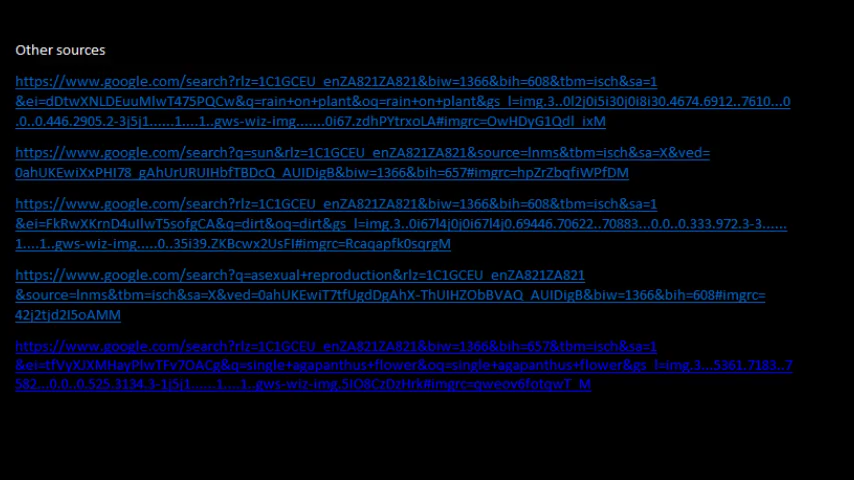 Other sources
https://www.google.com/search?rlz=1C1GCEU_enZA821ZA821&biw=1366&bih=608&tbm=isch&sa=1
&ei=dDtwXNLDEuuMlwT475PQCw&q=rain+on+plant&oq=rain+on+plant&gs_l=img.3..0l2j0i5i30j0i8i30.4674.6912..7610...0
.0..0.446.2905.2-3j5j1......1....1..gws-wiz-img.......0i67.zdhPYtrxoLA#imgrc=OwHDyG1Qdl_ixM
https://www.google.com/search?q=sun&rlz=1C1GCEU_enZA821ZA821&source=lnms&tbm=isch&sa=X&ved=
0ahUKEwiXxPHI78_gAhUrURUIHbfTBDcQ_AUIDigB&biw=1366&bih=657#imgrc=hpZrZbqfiWPfDM
https://www.google.com/search?rlz=1C1GCEU_enZA821ZA821&biw=1366&bih=608&tbm=isch&sa=1
&ei=FkRwXKrnD4uIlwT5sofgCA&q=dirt&oq=dirt&gs_l=img.3..0i67l4j0j0i67l4j0.69446.70622..70883...0.0..0.333.972.3-3......
1....1..gws-wiz-img.....0..35i39.ZKBcwx2UsFI#imgrc=Rcaqapfk0sqrgM
https://www.google.com/search?q=asexual+reproduction&rlz=1C1GCEU_enZA821ZA821
&source=lnms&tbm=isch&sa=X&ved=0ahUKEwiT7tfUgdDgAhX-ThUIHZObBVAQ_AUIDigB&biw=1366&bih=608#imgrc=
42j2tjd2I5oAMM
https://www.google.com/search?rlz=1C1GCEU_enZA821ZA821&biw=1366&bih=657&tbm=isch&sa=1
&ei=tfVyXJXMHayPlwTFv7OACg&q=single+agapanthus+flower&oq=single+agapanthus+flower&gs_l=img.3...5361.7183..7
582...0.0..0.525.3134.3-1j5j1......1....1..gws-wiz-img.5IO8CzDzHrk#imgrc=qweov6fotqwT_M